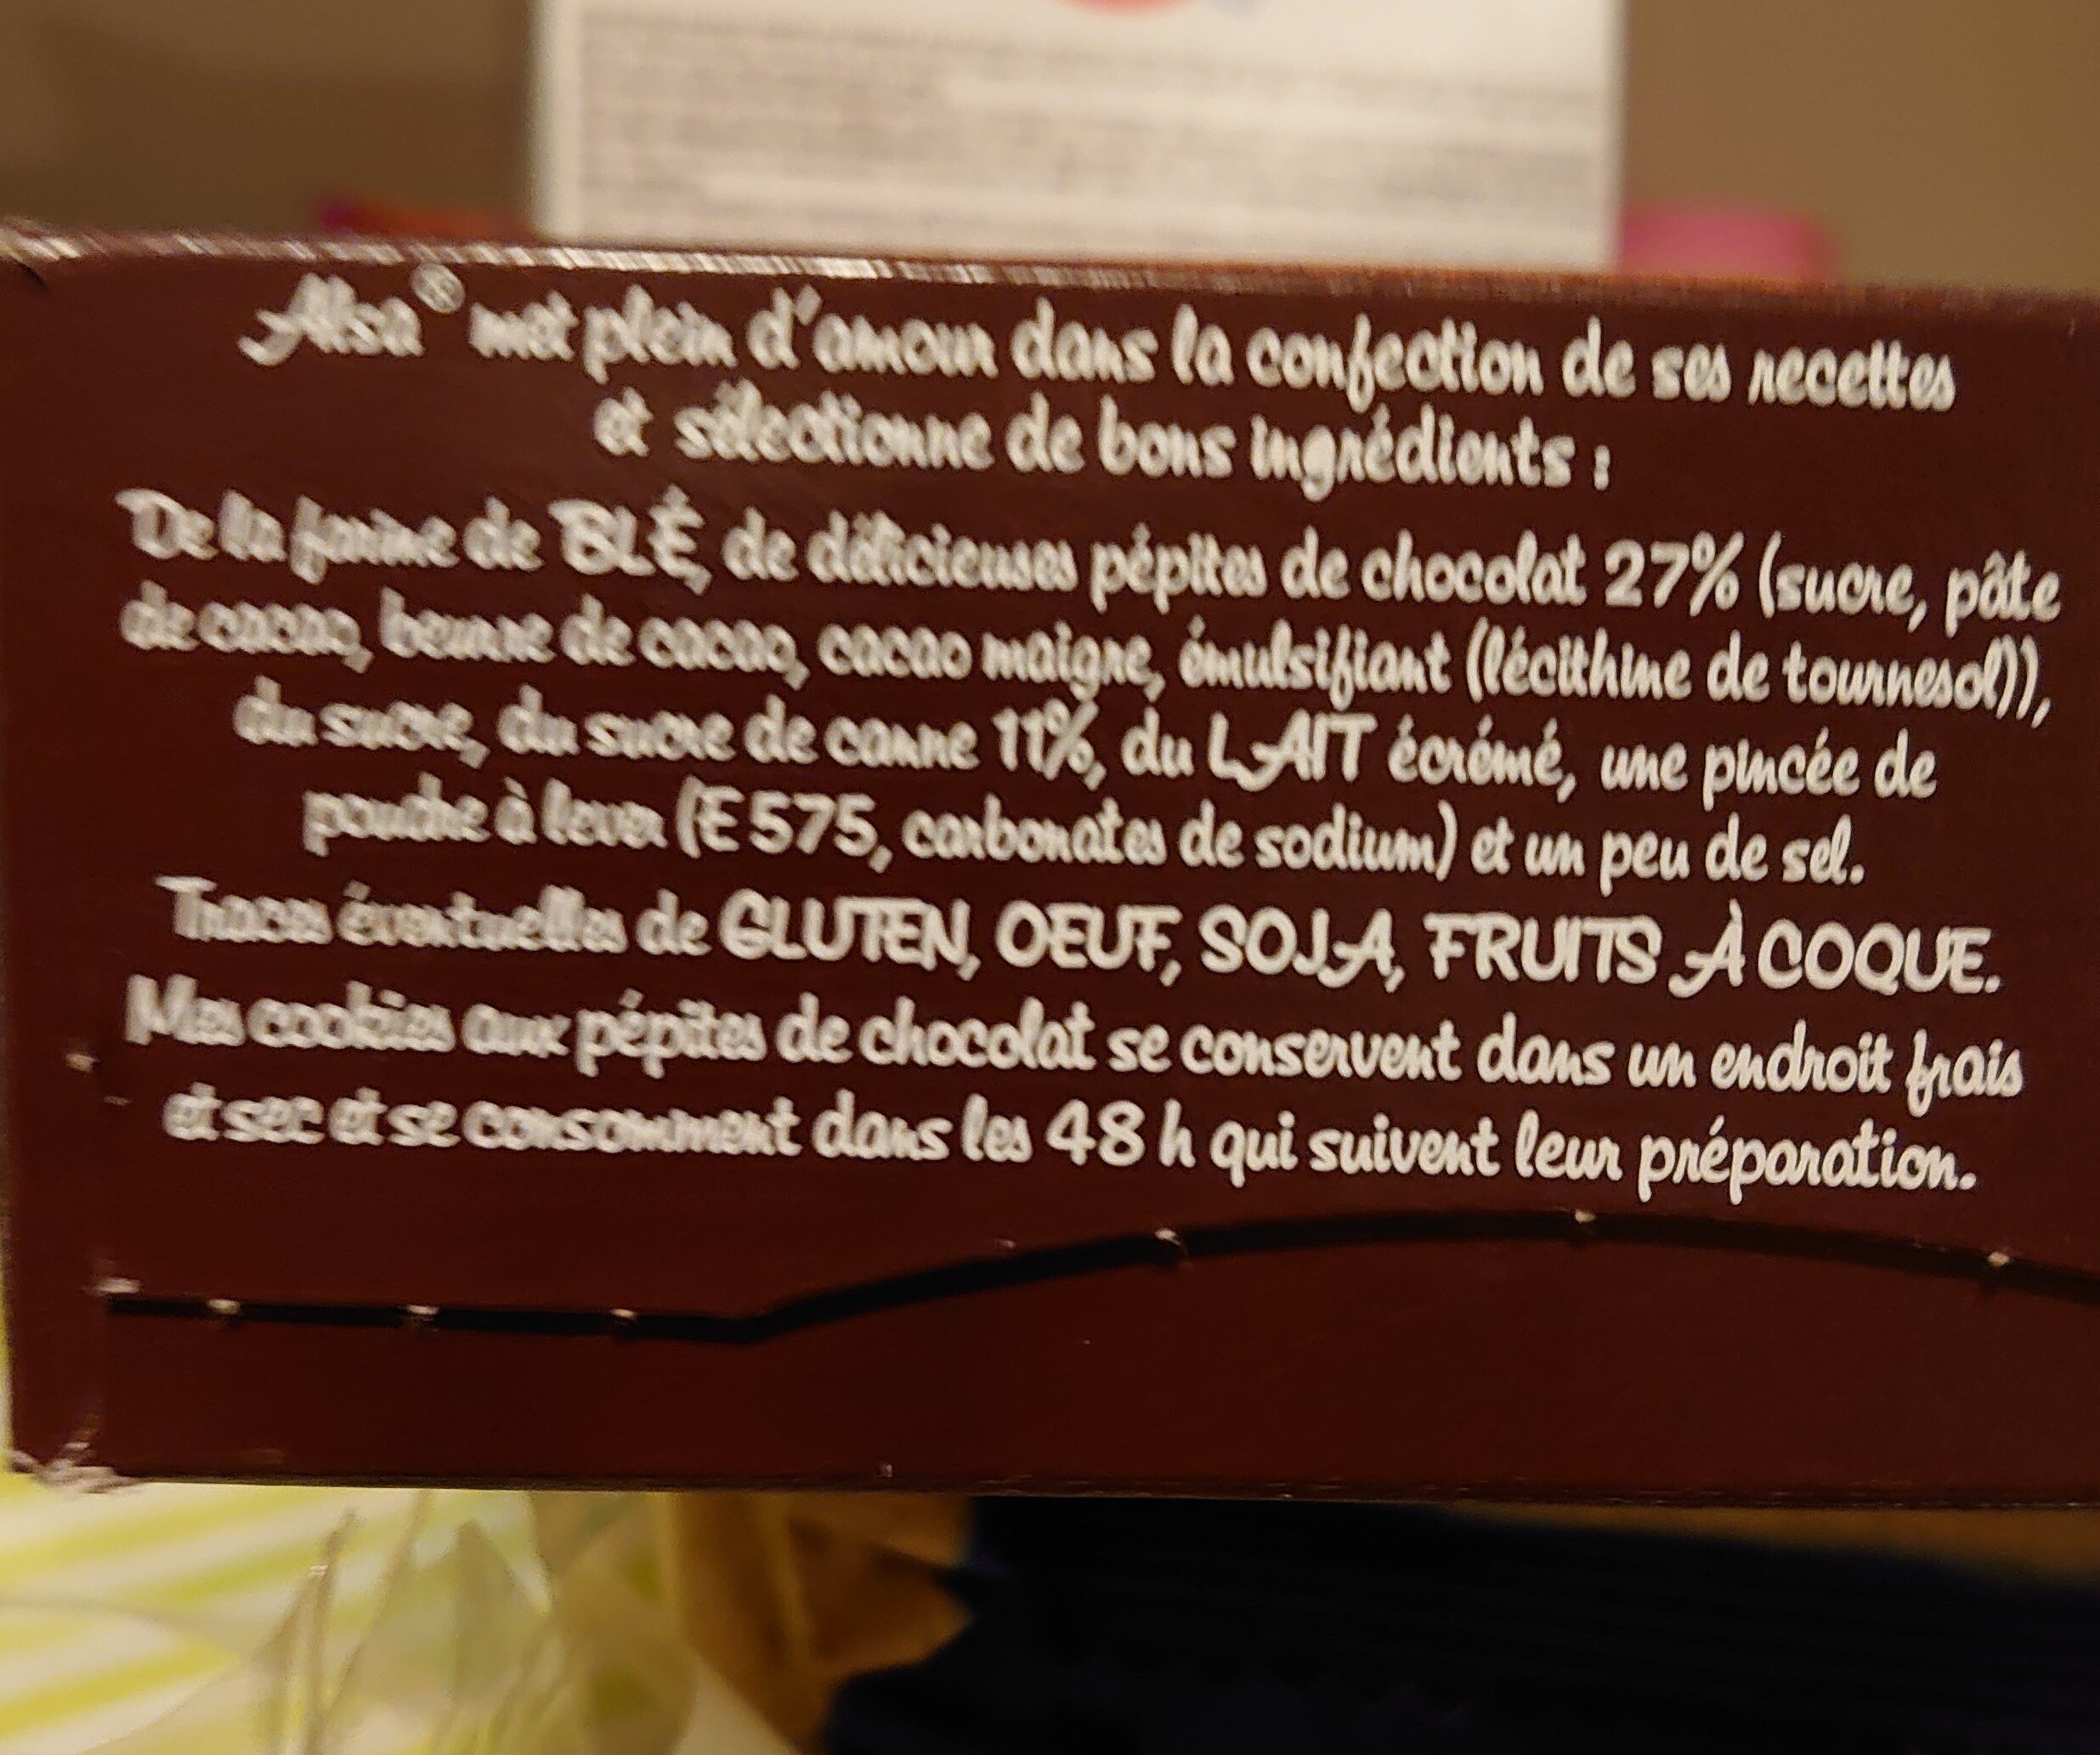 Alsa® met plein d'amour dans la confection de ses recettes
et sélectionne de bons ingrédients :
De la farine de BLÉ, de délicieuses pépites de chocolat 27% (sucre, pâte
de cacao, beurre de cacao, cacao maigre, émulsifiant (lécithine de tournesol)),
du sucre, du sucre de canne 11%, du LAIT écrémé, une pincée de
poudre à lever (E 575, carbonates de sodium) et un peu de sel.
Traces éventuelles de GLUTEN, OEUF, SOJA, FRUITS À COQUE.
Mes cookies aux pépites de chocolat se conservent dans un endroit frais
et sec et se consomment dans les 48 h qui suivent leur préparation.